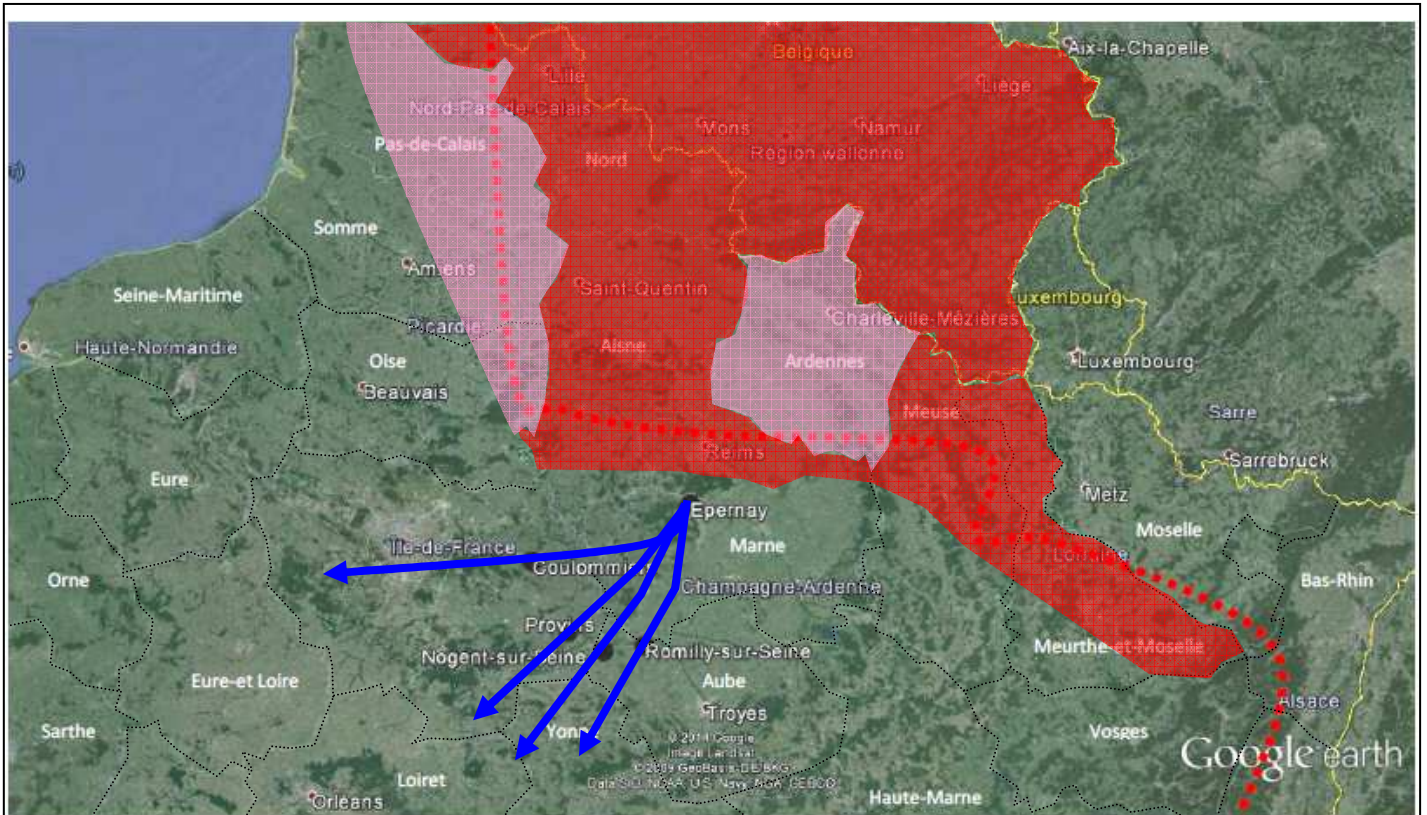 Belgique
Aix-la-Chapelle
Lille
Liège
Nord-Pas-de-Calais
Mons
Namur
Pas-de-Calais
Région wallonne
Nord
Somme
Amiens
Saint-Quentin
Seine-Maritime
Luxembourg
Charleville-Mézières
Picardie
Haute-Normandie
Aisne
Oise
Ardennes
Luxembourg
Beauvais
Meuse
Sarre
Reims
Sarrebruck
Eure
Metz
Epernay
Moselle
Ile-de-France
Marne
Lorraine
Coulommiers
Orne
Champagne-Ardenne
Bas-Rhin
Provins
Nogent-sur-Seine
Romilly-sur-Seine
Meurthe-et-Moselle
Eure-et Loire
Aube
Alsace
Troyes
Sarthe
Yonne
Vosges
© 2014 Google
Image Landsat
© 2009 GeoBasis-DE/BKG
Data SIO, NOAA, U.S. Navy, NGA, GEBCO
Google earth
Loiret
Orléans
Haute-Marne